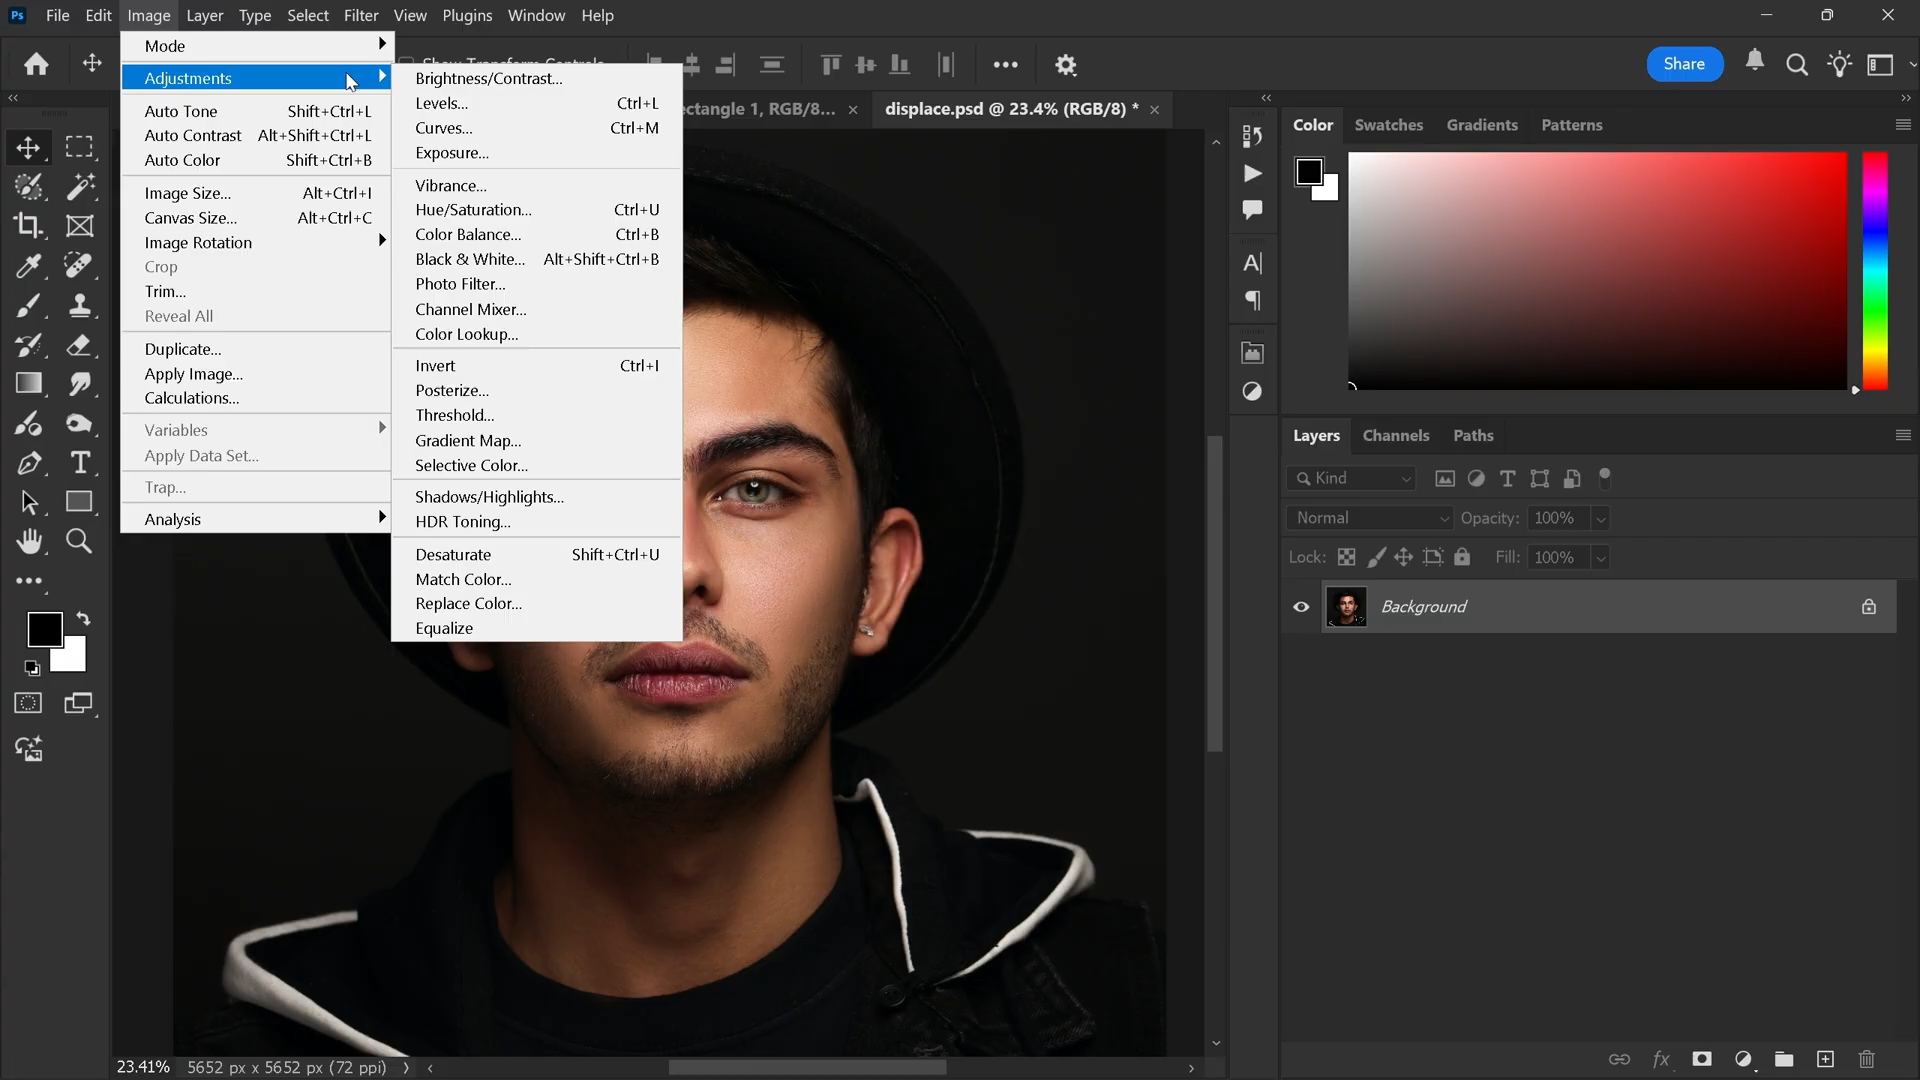 Ps File Edit Image Layer Type Select Filter View Plugins Window Help
Share
ectangle 1, RGB/8... ×
displace.psd @ 23.4% (RGB/8) * ×
Mode
Adjustments
Auto Tone Shift+Ctrl+L
Auto Contrast Alt+Shift+Ctrl+L
Auto Color Shift+Ctrl+B
Image Size... Alt+Ctrl+I
Canvas Size... Alt+Ctrl+C
Image Rotation
Crop
Trim...
Reveal All
Duplicate...
Apply Image...
Calculations...
Variables
Apply Data Set...
Trap...
Analysis
Brightness/Contrast...
Levels... Ctrl+L
Curves... Ctrl+M
Exposure...
Vibrance...
Hue/Saturation... Ctrl+U
Color Balance... Ctrl+B
Black & White... Alt+Shift+Ctrl+B
Photo Filter...
Channel Mixer...
Color Lookup...
Invert Ctrl+I
Posterize...
Threshold...
Gradient Map...
Selective Color...
Shadows/Highlights...
HDR Toning...
Desaturate Shift+Ctrl+U
Match Color...
Replace Color...
Equalize
Color Swatches Gradients Patterns
Layers Channels Paths
Kind
Normal Opacity: 100%
Lock: Fill: 100%
Background
fx
23.41% 5652 px x 5652 px (72 ppi)